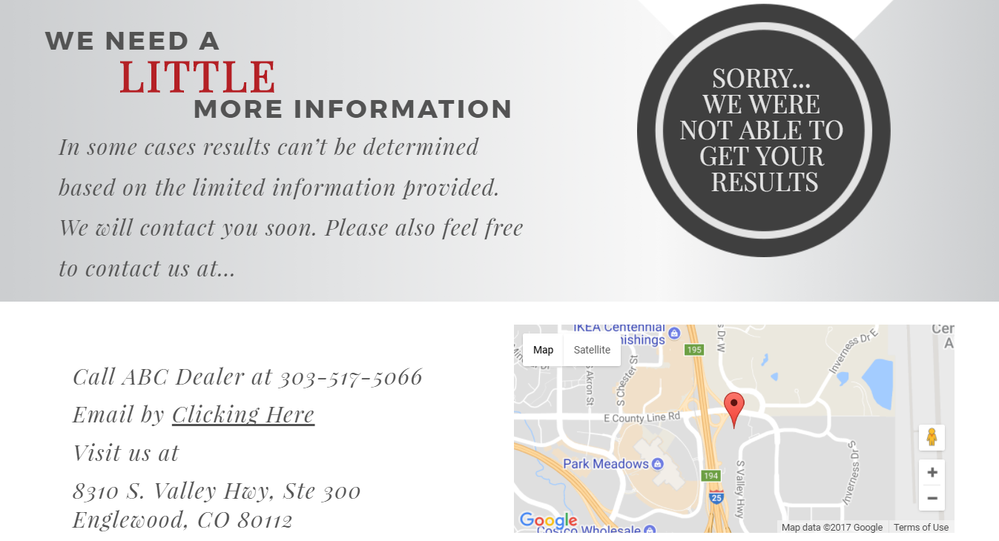 WE NEED A
LITTLE
MORE INFORMATION
In some cases results can’t be determined
based on the limited information provided.
We will contact you soon. Please also feel free
to contact us at...
SORRY...
WE WERE
NOT ABLE TO
GET YOUR
RESULTS
Call ABC Dealer at 303-517-5066
Email by Clicking Here
Visit us at
8310 S. Valley Hwy, Ste 300
Englewood, CO 80112
IKEA Centennial
Map
Satellite
195
S Chester St
Akron St
Inverness Dr E
E County Line Rd
Park Meadows
194
25
S Valley Hwy
Inverness Dr S
Google
Costco Wholesale
Map data ©2017 Google
Terms of Use